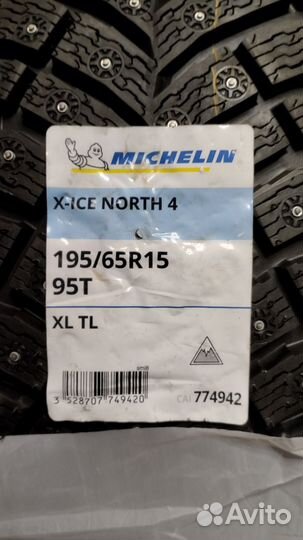 MICHELIN
X-ICE NORTH 4
195/65R15
95T
XL TL
3 528707 749420
CAI 774942
Avito